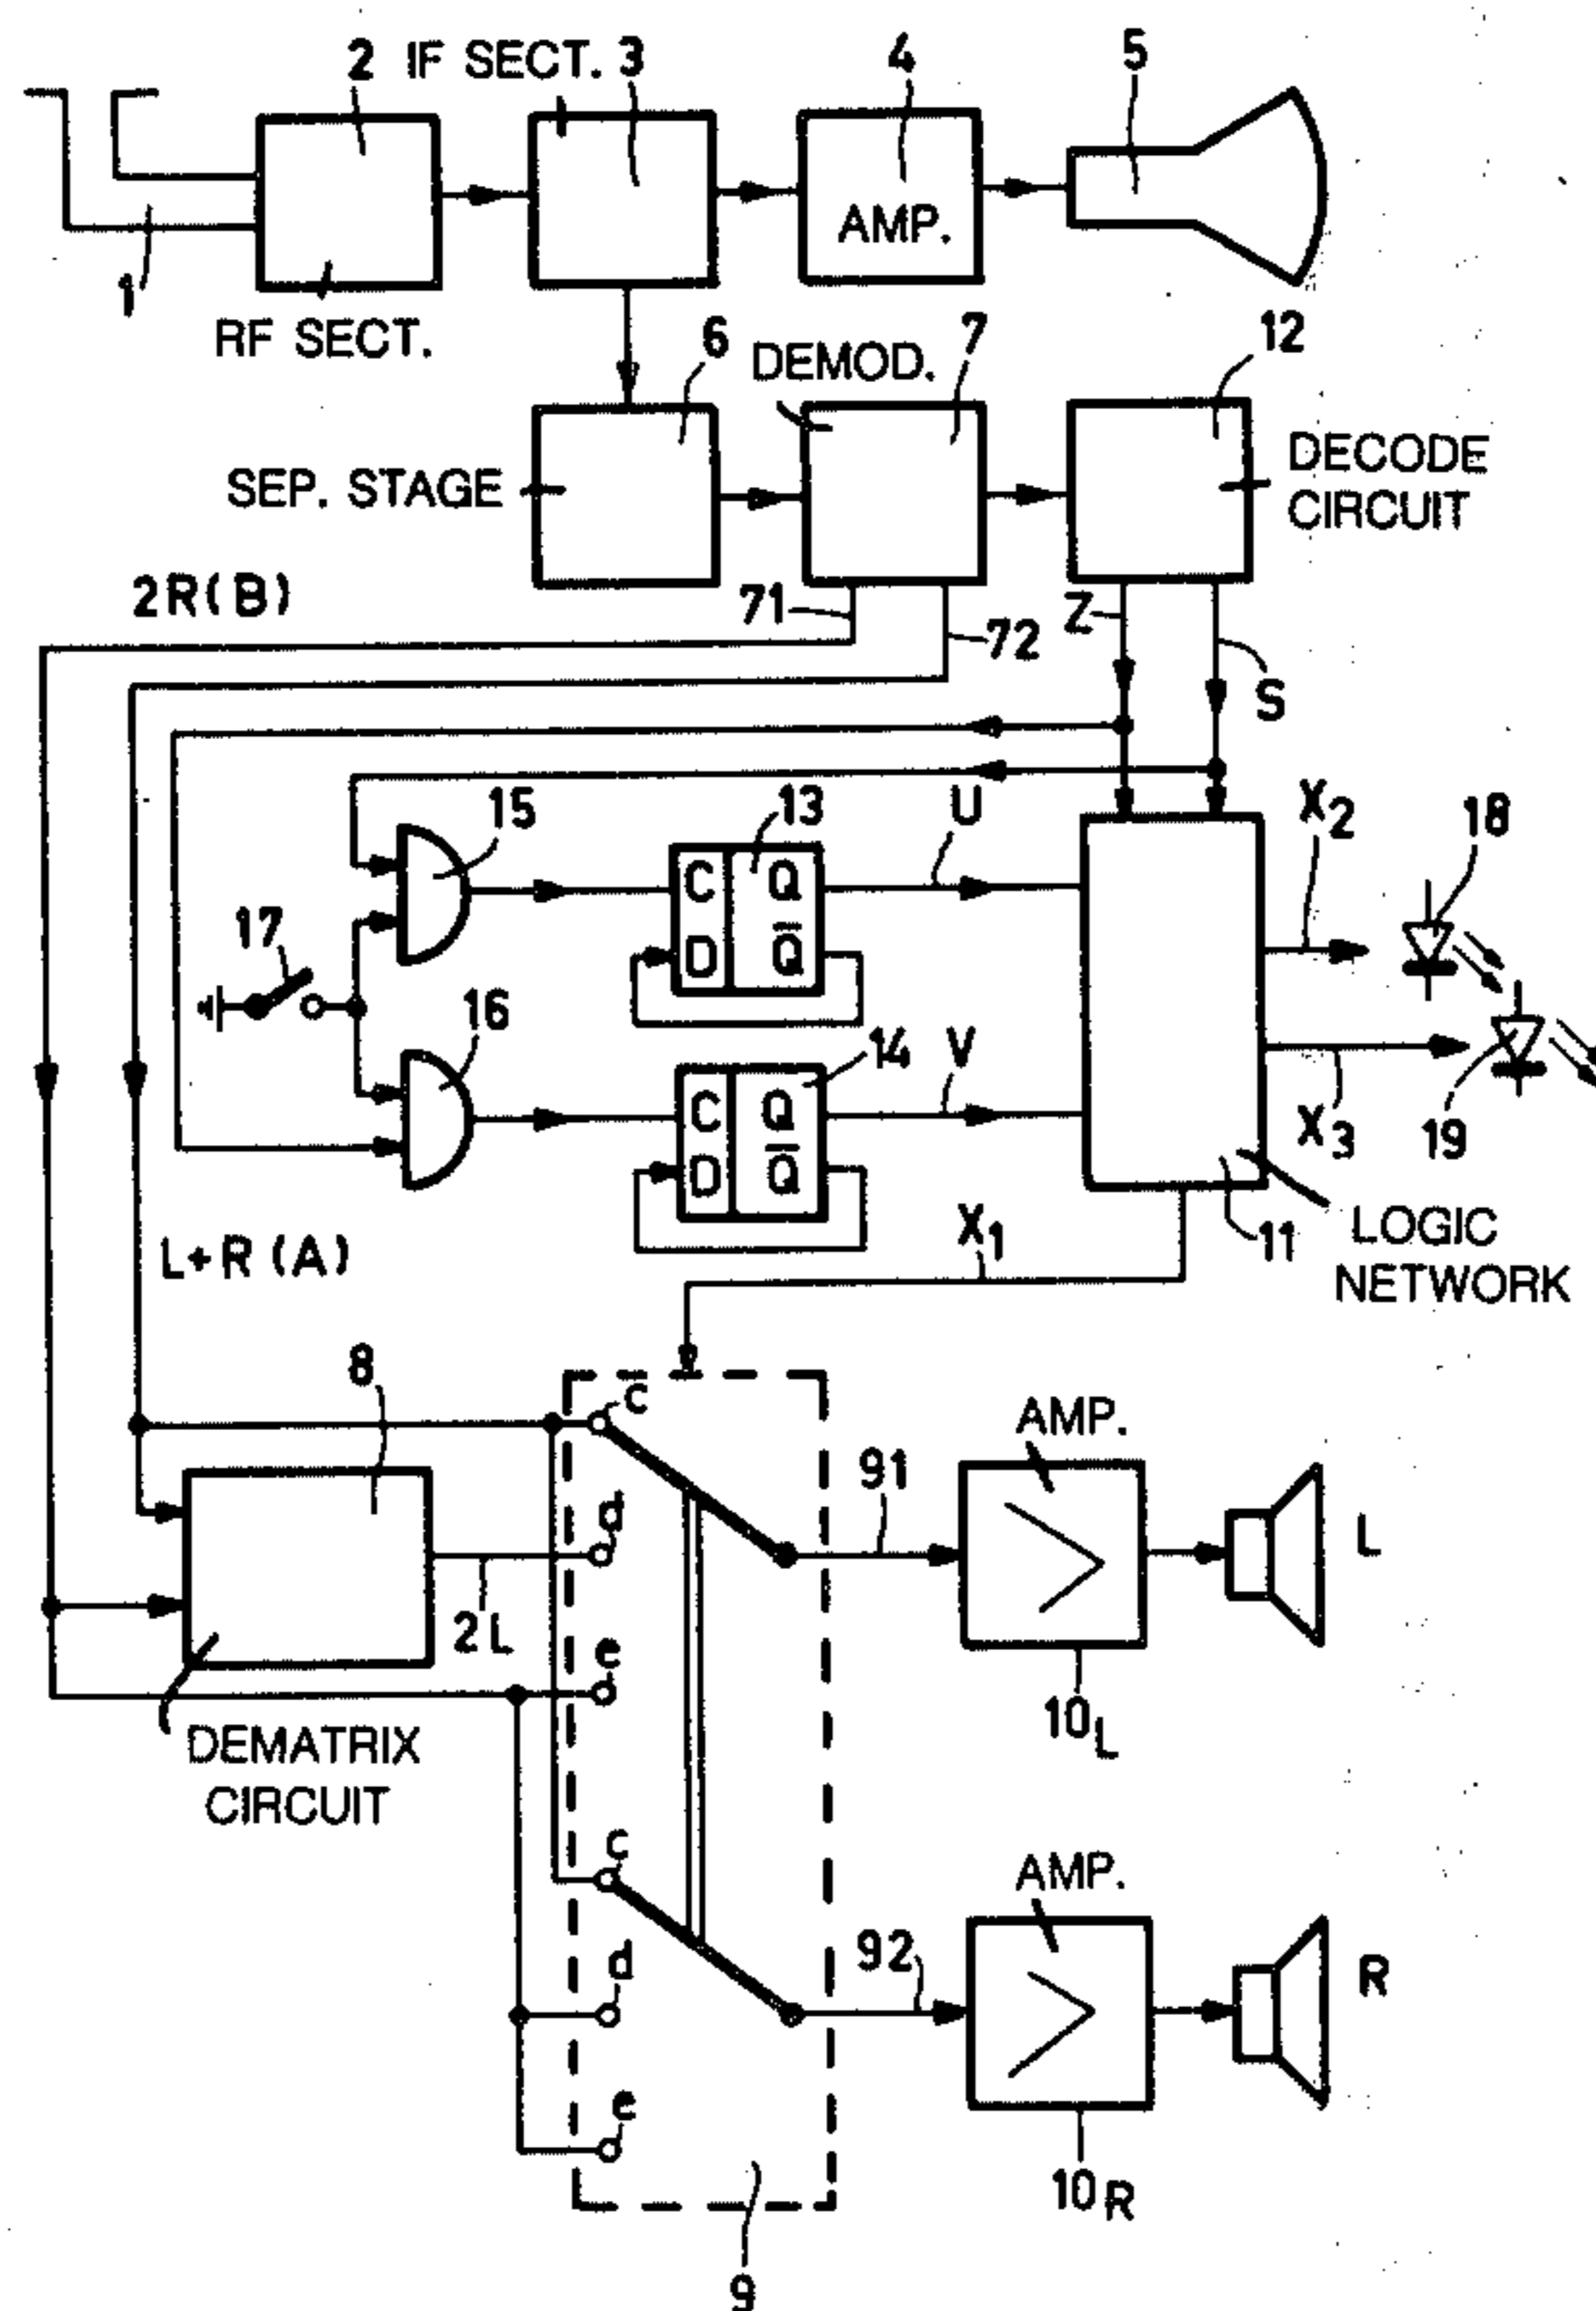 2 IF SECT. 3 4 5
1
RF SECT.
AMP.
6 DEMOD. 7 12
SEP. STAGE
DECODE
CIRCUIT
2R(B)
71 72 Z S
15 13 U X2 18
C Q
D Q̅
17
16 14 V
C Q
D Q̅
X3 19
L+R (A)
X1 11 LOGIC
NETWORK
8 c AMP.
91 L
d
2L
e
10L
DEMATRIX
CIRCUIT
c AMP.
92 R
d
e
10R
9